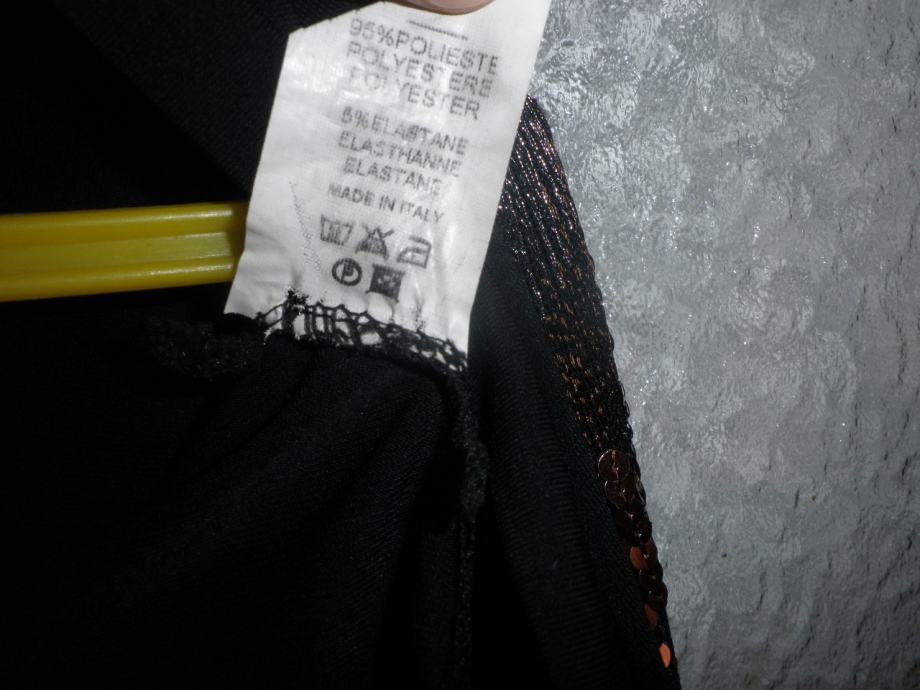 95%POLIESTE
POLYESTERE
POLYESTER
5%ELASTANE
ELASTHANNE
ELASTANE
MADE IN ITALY
P